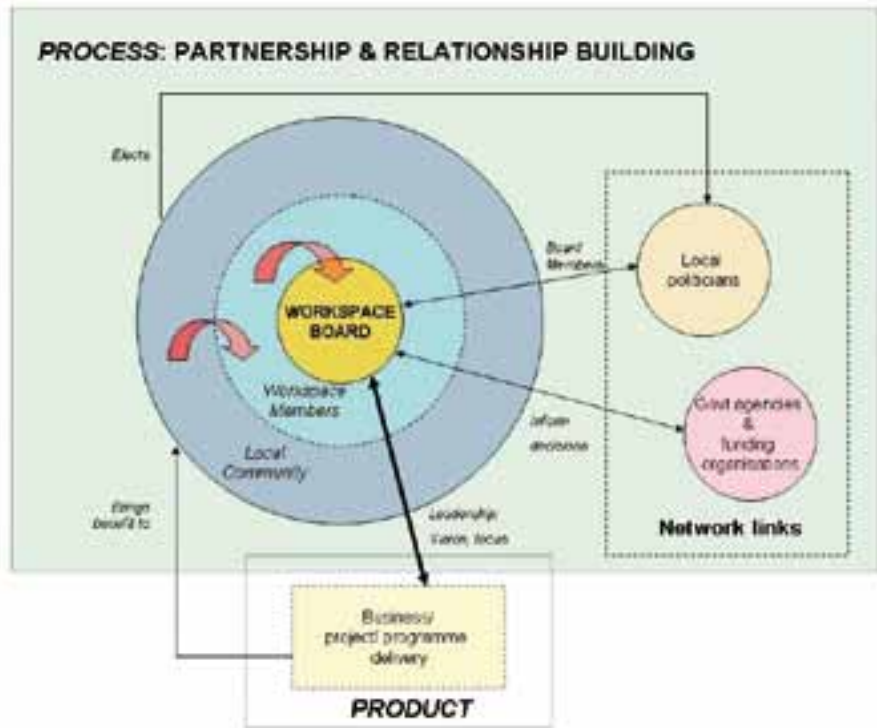 PROCESS: PARTNERSHIP & RELATIONSHIP BUILDING
Elects
Board
Members
Local
politicians
WORKSPACE
BOARD
Workspace
Members
Local
Community
Govt agencies
&
funding
organisations
Inform
decisions
Network links
Brings
benefit to
Leadership
Vision, focus
Business/
project/ programme
delivery
PRODUCT